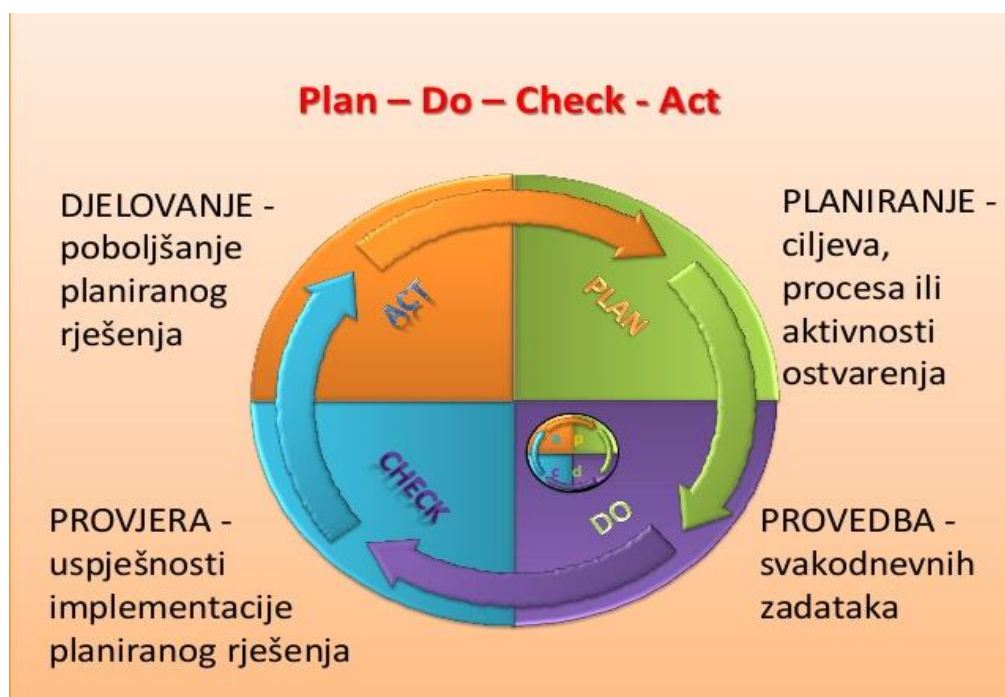 Plan – Do – Check - Act
DJELOVANJE -
poboljšanje
planiranog
rješenja
PLANIRANJE -
ciljeva,
procesa ili
aktivnosti
ostvarenja
ACT
PLAN
a p
c d
CHECK
DO
PROVJERA -
uspješnosti
implementacije
planiranog rješenja
PROVEDBA -
svakodnevnih
zadataka